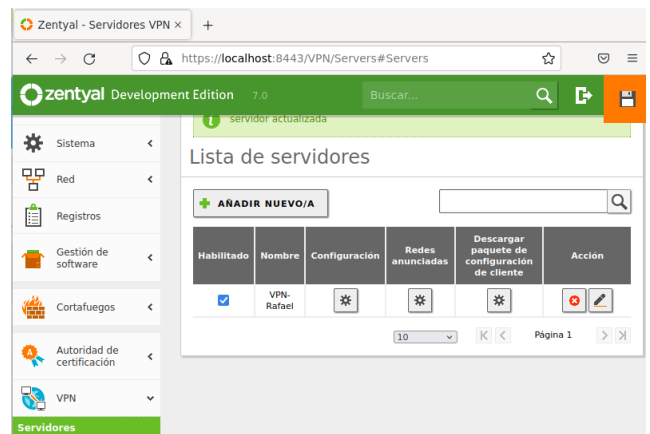 Zentyal - Servidores VPN
https://localhost:8443/VPN/Servers#Servers
zentyal Development Edition 7.0
Buscar...
servidor actualizada
Sistema
Red
Registros
Gestión de
software
Cortafuegos
Autoridad de
certificación
VPN
Servidores
Lista de servidores
AÑADIR NUEVO/A
Habilitado
Nombre
Configuración
Redes
anunciadas
Descargar
paquete de
configuración
de cliente
Acción
VPN-
Rafael
10
Página 1